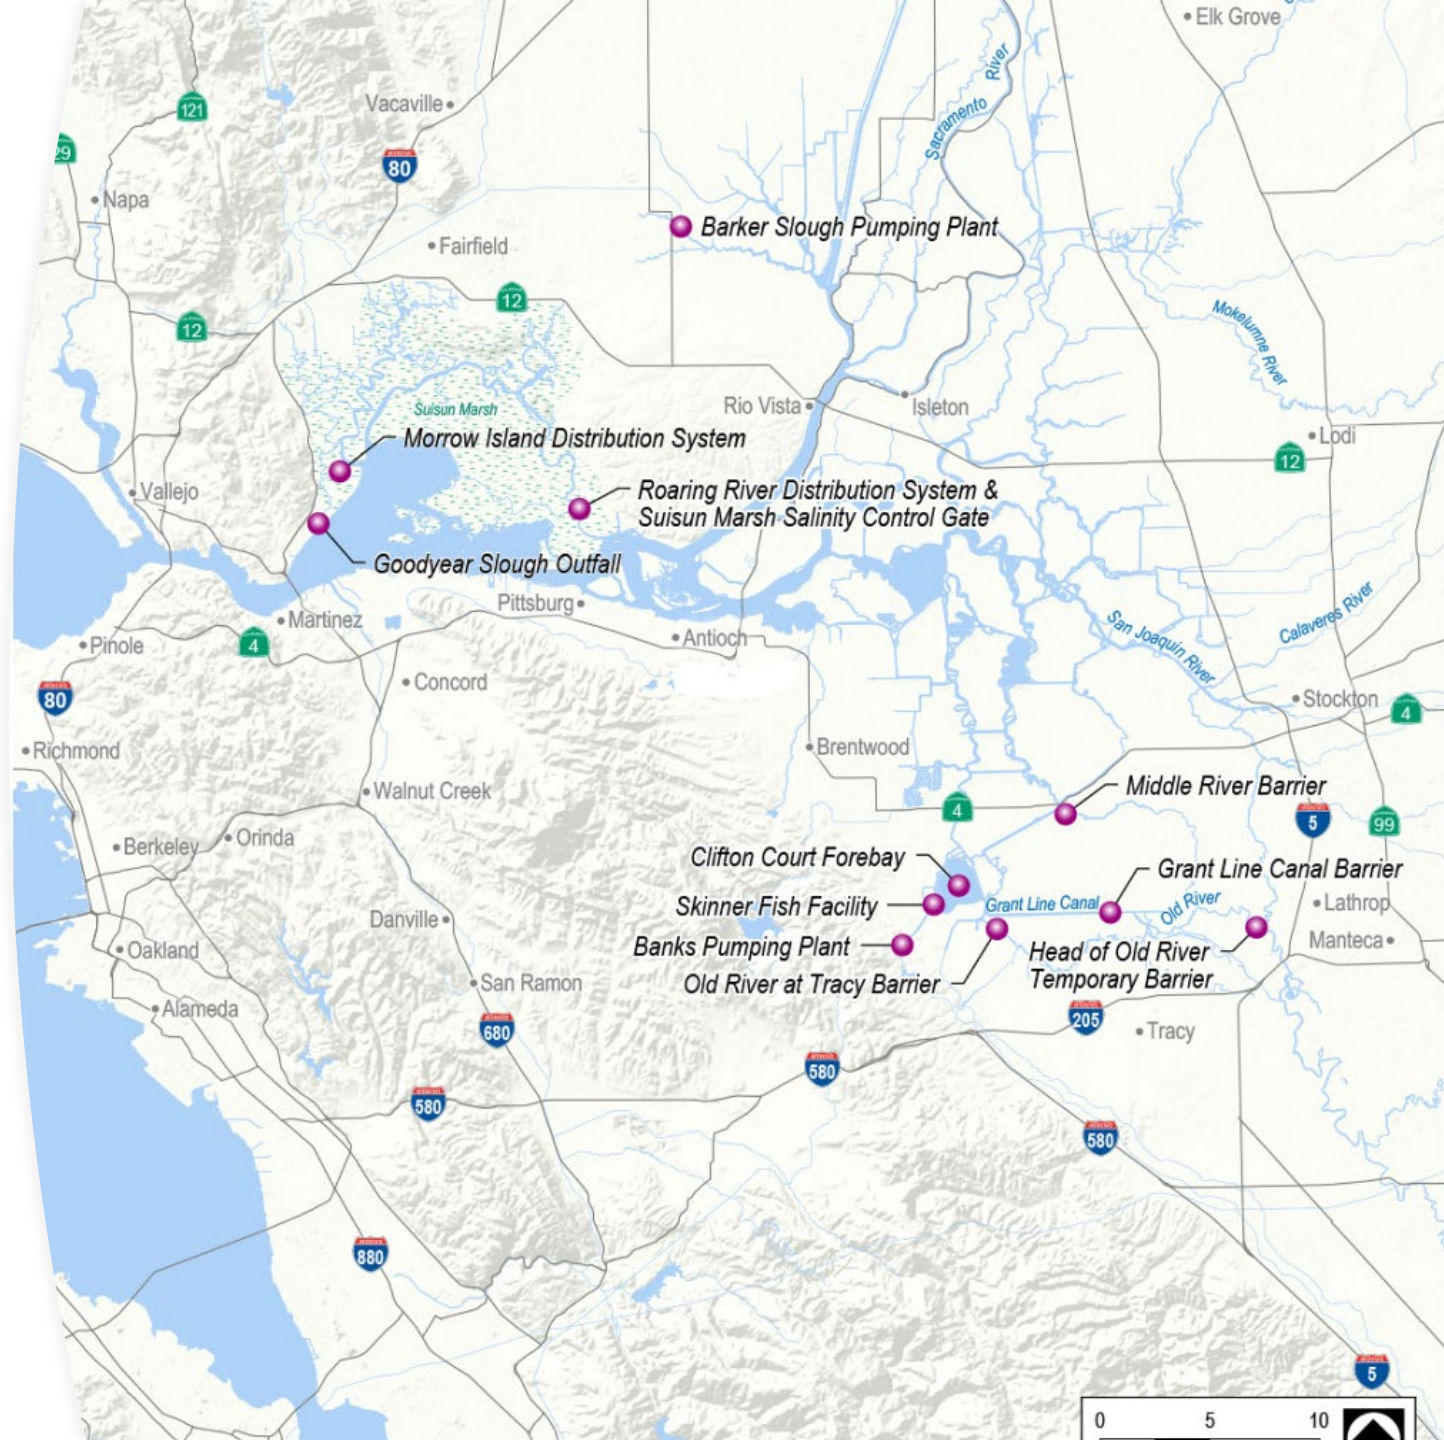 Elk Grove
River
Sacramento
121
Vacaville
29
80
Napa
Barker Slough Pumping Plant
Fairfield
12
12
Mokelumne River
Suisun Marsh
Rio Vista
Isleton
Morrow Island Distribution System
Lodi
12
Vallejo
Roaring River Distribution System &
Suisun Marsh Salinity Control Gate
Goodyear Slough Outfall
Pittsburg
Martinez
Antioch
San Joaquin River
Calaveres River
Pinole
4
Concord
80
Stockton
4
Richmond
Brentwood
Walnut Creek
Middle River Barrier
4
5
99
Orinda
Berkeley
Clifton Court Forebay
Grant Line Canal Barrier
Skinner Fish Facility
Grant Line Canal
Old River
Lathrop
Danville
Banks Pumping Plant
Head of Old River
Temporary Barrier
Manteca
Oakland
Old River at Tracy Barrier
San Ramon
Alameda
680
205
Tracy
580
580
580
880
5
0 5 10